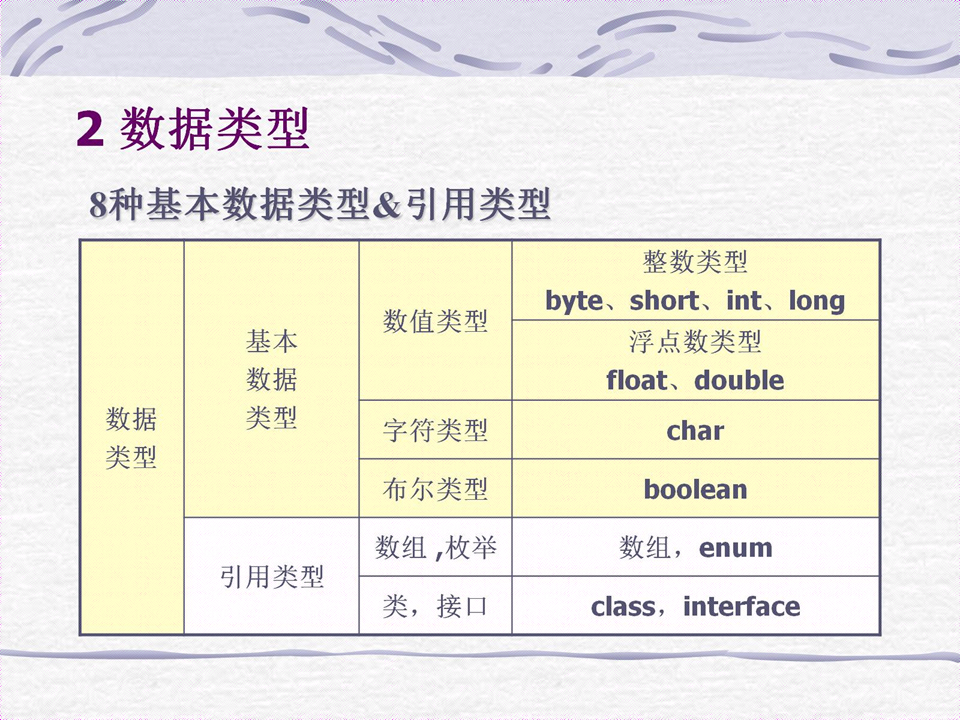 2 数据类型
8种基本数据类型&引用类型
数据
类型
基本
数据
类型
数值类型
整数类型
byte、short、int、long
浮点数类型
float、double
字符类型
char
布尔类型
boolean
引用类型
数组 ,枚举
数组，enum
类，接口
class，interface